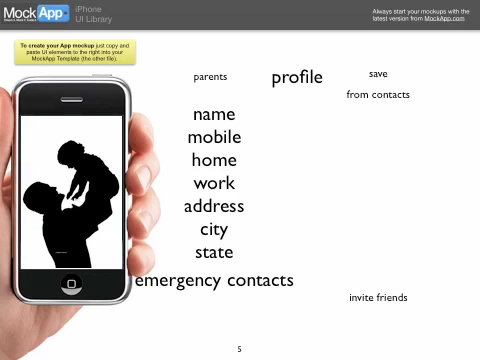 MockApp
iPhone
UI Library
Always start your mockups with the
latest version from MockApp.com
To create your App mockup just copy and
paste UI elements to the right into your
MockApp Template (the other file).
parents
profile
save
from contacts
name
mobile
home
work
address
city
state
emergency contacts
invite friends
5